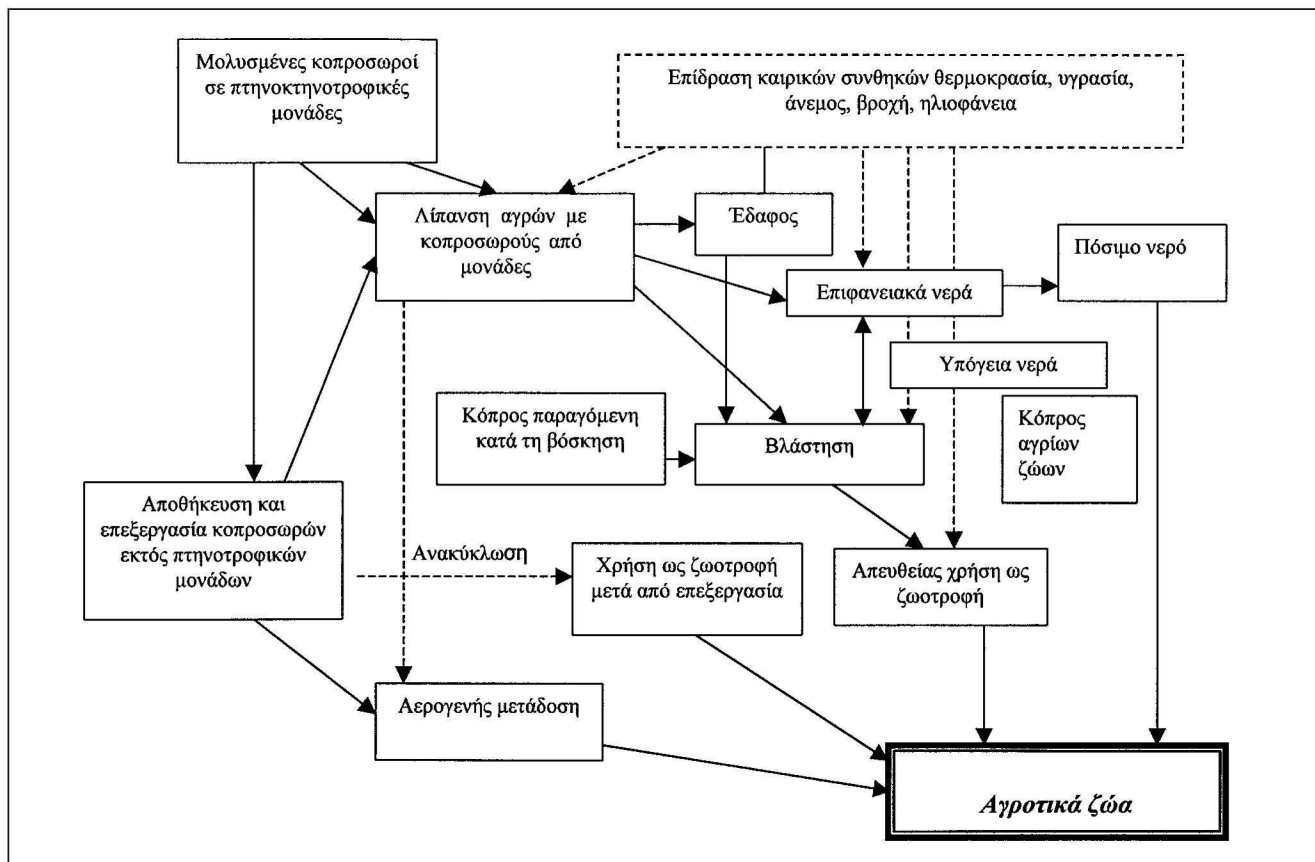 Μολυσμένες κοπροσωροί
σε πτηνοκτηνοτροφικές
μονάδες
Επίδραση καιρικών συνθηκών θερμοκρασία, υγρασία,
άνεμος, βροχή, ηλιοφάνεια
Λίπανση αγρών με
κοπροσωρούς από
μονάδες
Έδαφος
Πόσιμο νερό
Επιφανειακά νερά
Υπόγεια νερά
Κόπρος παραγόμενη
κατά τη βόσκηση
Βλάστηση
Κόπρος
αγρίων
ζώων
Αποθήκευση και
επεξεργασία κοπροσωρών
εκτός πτηνοτροφικών
μονάδων
Ανακύκλωση
Χρήση ως ζωοτροφή
μετά από επεξεργασία
Απευθείας χρήση ως
ζωοτροφή
Αερογενής μετάδοση
Αγροτικά ζώα